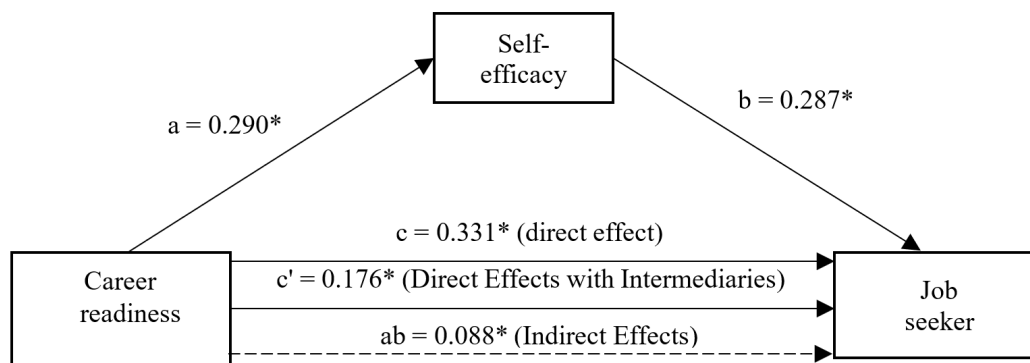 Self-
efficacy
a = 0.290*
b = 0.287*
c = 0.331* (direct effect)
c' = 0.176* (Direct Effects with Intermediaries)
ab = 0.088* (Indirect Effects)
Career
readiness
Job
seeker